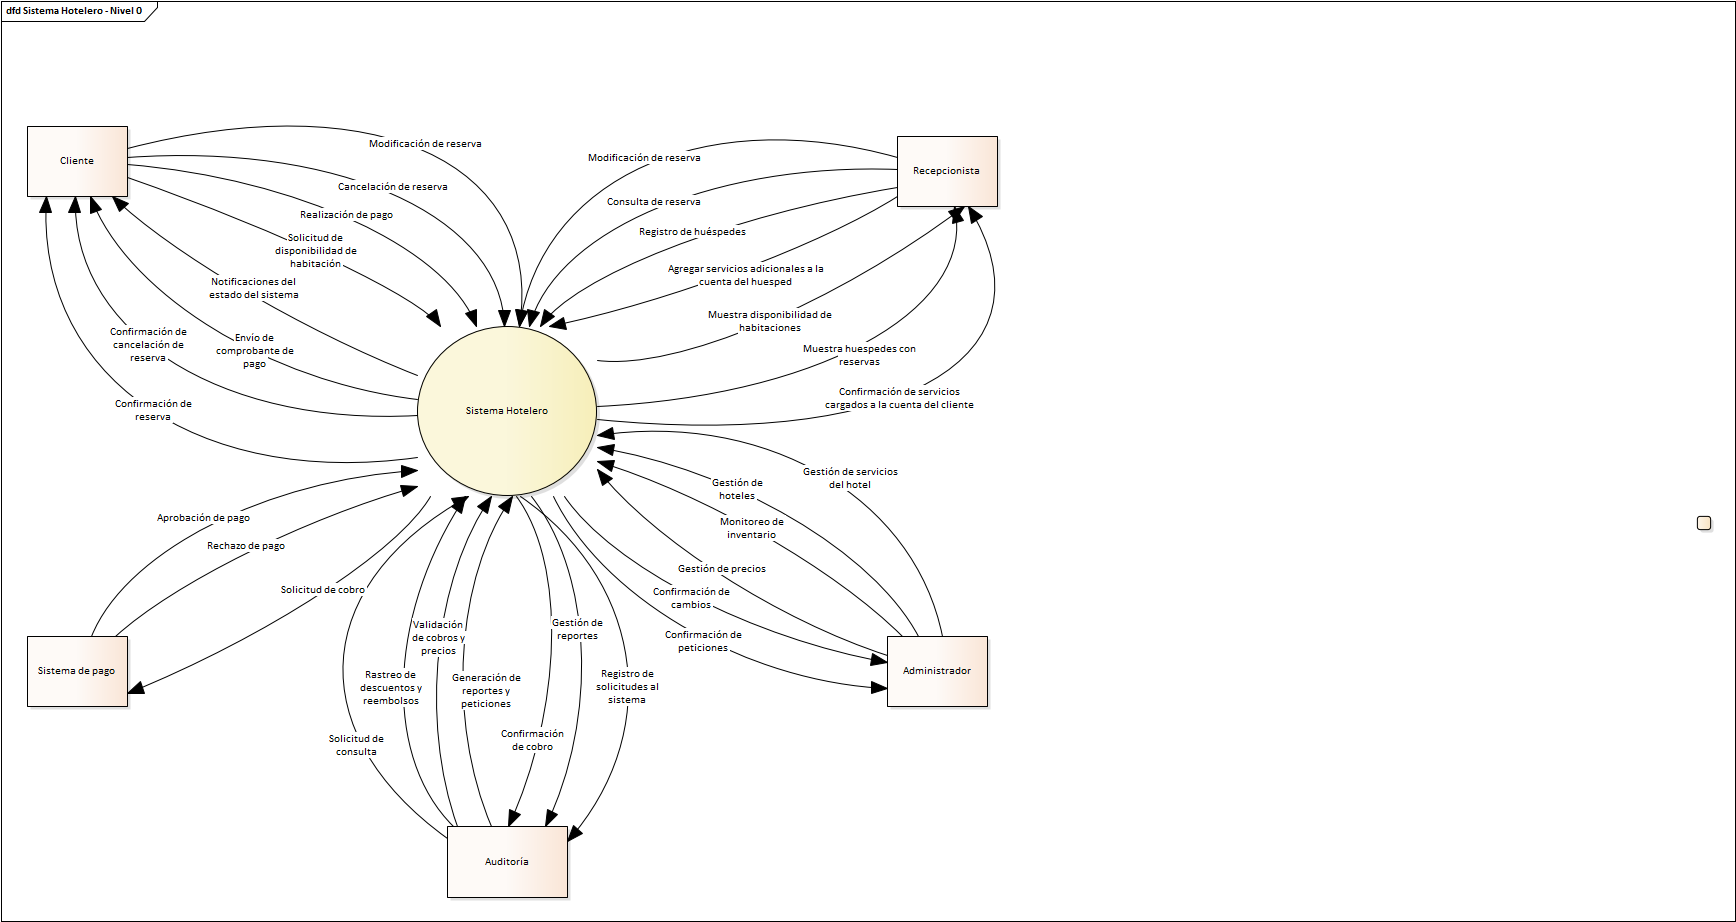 dfd Sistema Hotelero - Nivel 0
Cliente
Modificación de reserva
Cancelación de reserva
Realización de pago
Solicitud de
disponibilidad de
habitación
Notificaciones del
estado del sistema
Envío de
comprobante de
pago
Confirmación de
cancelación de
reserva
Confirmación de
reserva
Recepcionista
Modificación de reserva
Consulta de reserva
Registro de huéspedes
Agregar servicios adicionales a la
cuenta del huesped
Muestra disponibilidad de
habitaciones
Muestra huespedes con
reservas
Confirmación de servicios
cargados a la cuenta del cliente
Sistema Hotelero
Gestión de servicios
del hotel
Gestión de
hoteles
Monitoreo de
inventario
Gestión de precios
Confirmación de
cambios
Confirmación de
peticiones
Administrador
Aprobación de pago
Rechazo de pago
Solicitud de cobro
Sistema de pago
Solicitud de
consulta
Rastreo de
descuentos y
reembolsos
Validación
de cobros y
precios
Generación de
reportes y
peticiones
Confirmación
de cobro
Gestión de
reportes
Registro de
solicitudes al
sistema
Auditoría